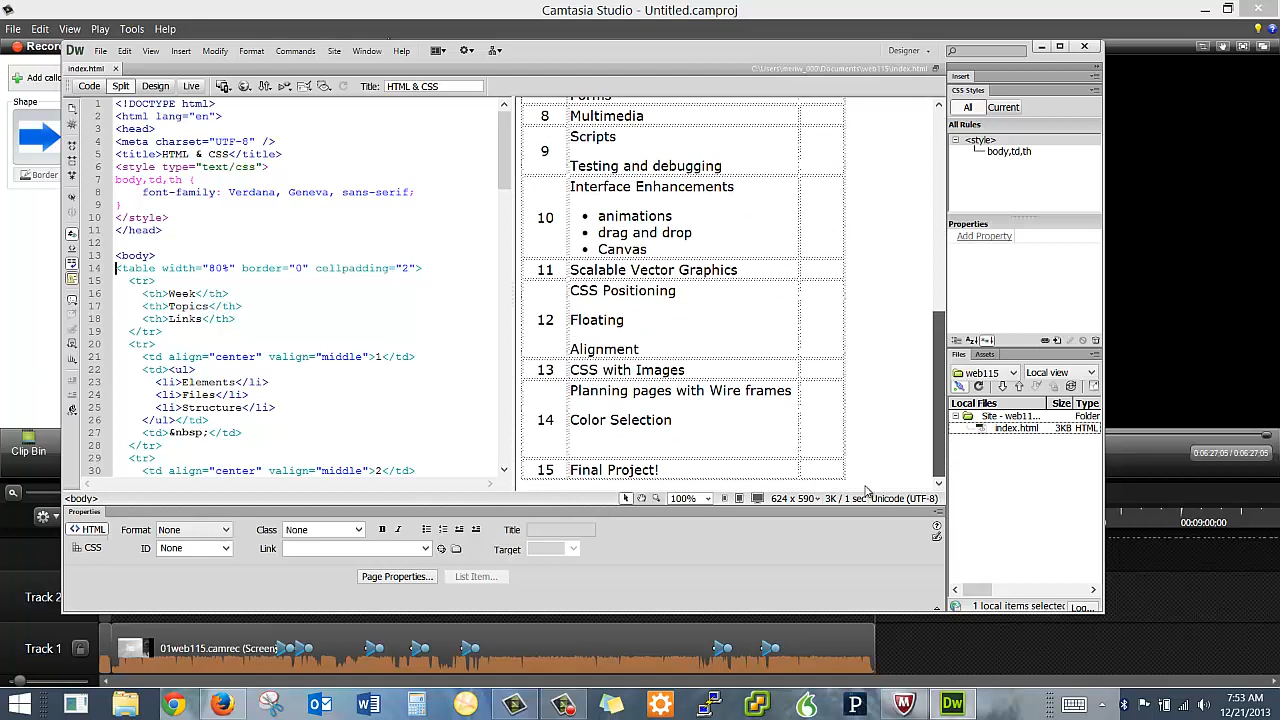 Camtasia Studio - Untitled.camproj
File Edit View Play Tools Help
Recor
Dw File Edit View Insert Modify Format Commands Site Window Help
Designer
index.html
C:\Users\meriw_000\Documents\web115\index.html
Code Split Design Live Title: HTML & CSS
Add callo
Shape
Border
1 <!DOCTYPE html>
2 <html lang="en">
3 <head>
4 <meta charset="UTF-8" />
5 <title>HTML & CSS</title>
6 <style type="text/css">
7 body,td,th {
8 font-family: Verdana, Geneva, sans-serif;
9 }
10 </style>
11 </head>
12
13 <body>
14 <table width="80%" border="0" cellpadding="2">
15 <tr>
16 <th>Week</th>
17 <th>Topics</th>
18 <th>Links</th>
19 </tr>
20 <tr>
21 <td align="center" valign="middle">1</td>
22 <td><ul>
23 <li>Elements</li>
24 <li>Files</li>
25 <li>Structure</li>
26 </ul></td>
27 <td>&nbsp;</td>
28 </tr>
29 <tr>
30 <td align="center" valign="middle">2</td>
Forms
8 Multimedia
9 Scripts
Testing and debugging
10 Interface Enhancements
• animations
• drag and drop
• Canvas
11 Scalable Vector Graphics
12 CSS Positioning
Floating
Alignment
13 CSS with Images
14 Planning pages with Wire frames
Color Selection
15 Final Project!
Insert
CSS Styles
All Current
All Rules
<style>
body,td,th
Properties
Add Property
Files Assets
web115 Local view
Local Files Size Type
Site - web11... Folder
index.html 3KB HTML
1 local items selected Log...
<body>
100% 624 x 590 3K / 1 sec Unicode (UTF-8)
Properties
<> HTML Format None Class None B I Title
CSS ID None Link Target
Page Properties... List Item...
Clip Bin
0:06:27;05 / 0:06:27;05
00:09:00;00
Track 2
Track 1 01web115.camrec (Screen
7:53 AM
12/21/2013